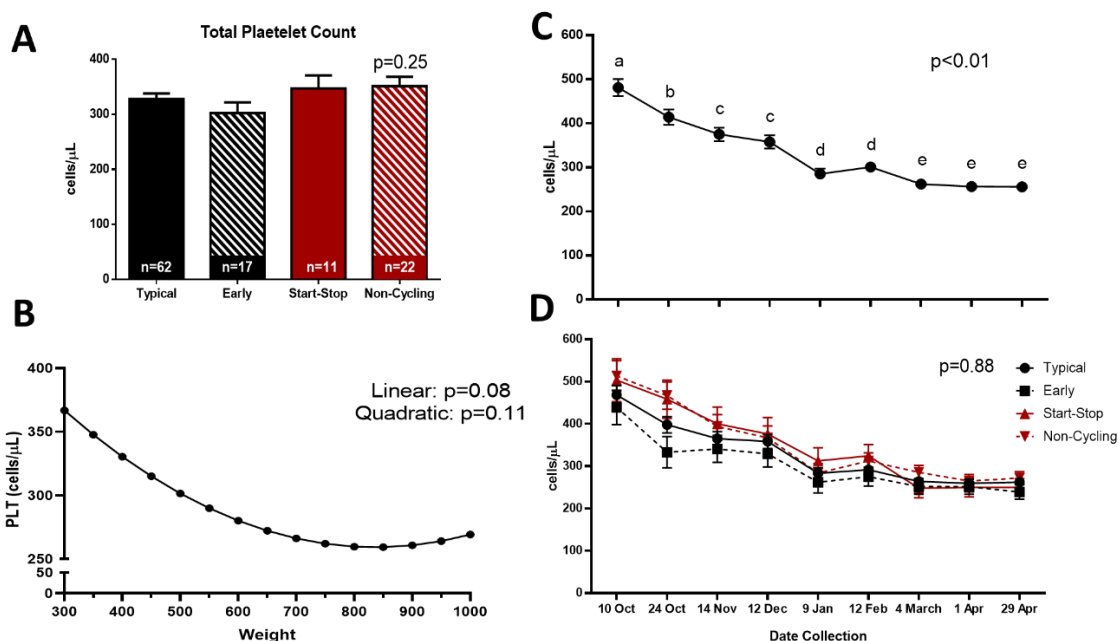 A
Total Plaetelet Count
p=0.25
cells/μL
400
300
200
100
0
n=62
n=17
n=11
n=22
Typical
Early
Start-Stop
Non-Cycling
B
Linear: p=0.08
Quadratic: p=0.11
PLT (cells/μL)
400
350
300
250
50
0
300
400
500
600
700
800
900
1000
Weight
C
p<0.01
cells/μL
600
500
400
300
200
100
0
a
b
c
c
d
d
e
e
e
D
p=0.88
Typical
Early
Start-Stop
Non-Cycling
cells/μL
600
500
400
300
200
100
0
10 Oct
24 Oct
14 Nov
12 Dec
9 Jan
12 Feb
4 March
1 Apr
29 Apr
Date Collection